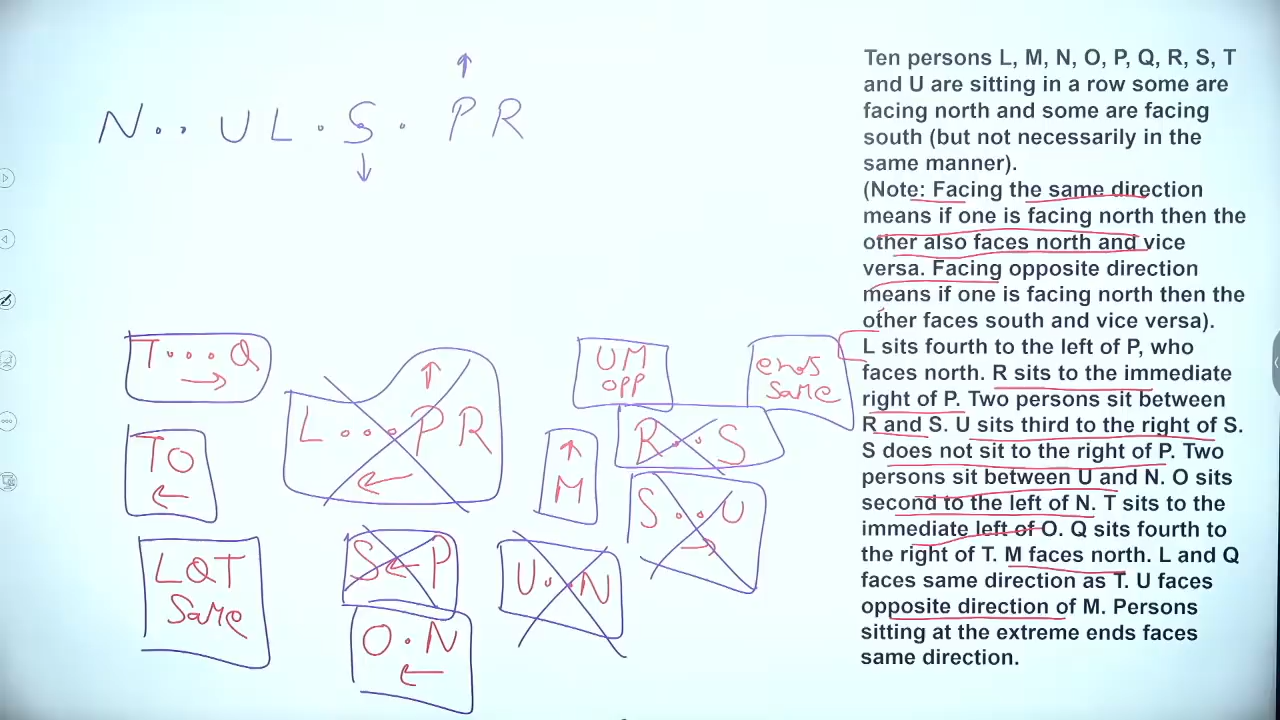 N . . U L . S . P R
Ten persons L, M, N, O, P, Q, R, S, T
and U are sitting in a row some are
facing north and some are facing
south (but not necessarily in the
same manner).
(Note: Facing the same direction
means if one is facing north then the
other also faces north and vice
versa. Facing opposite direction
means if one is facing north then the
other faces south and vice versa).
L sits fourth to the left of P, who
faces north. R sits to the immediate
right of P. Two persons sit between
R and S. U sits third to the right of S.
S does not sit to the right of P. Two
persons sit between U and N. O sits
second to the left of N. T sits to the
immediate left of O. Q sits fourth to
the right of T. M faces north. L and Q
faces same direction as T. U faces
opposite direction of M. Persons
sitting at the extreme ends faces
same direction.
T . . . Q
L . . . P R
UM
OPP
ends
same
TO
M
R . . S
S . . U
LQT
same
S ← P
U . . N
O . N